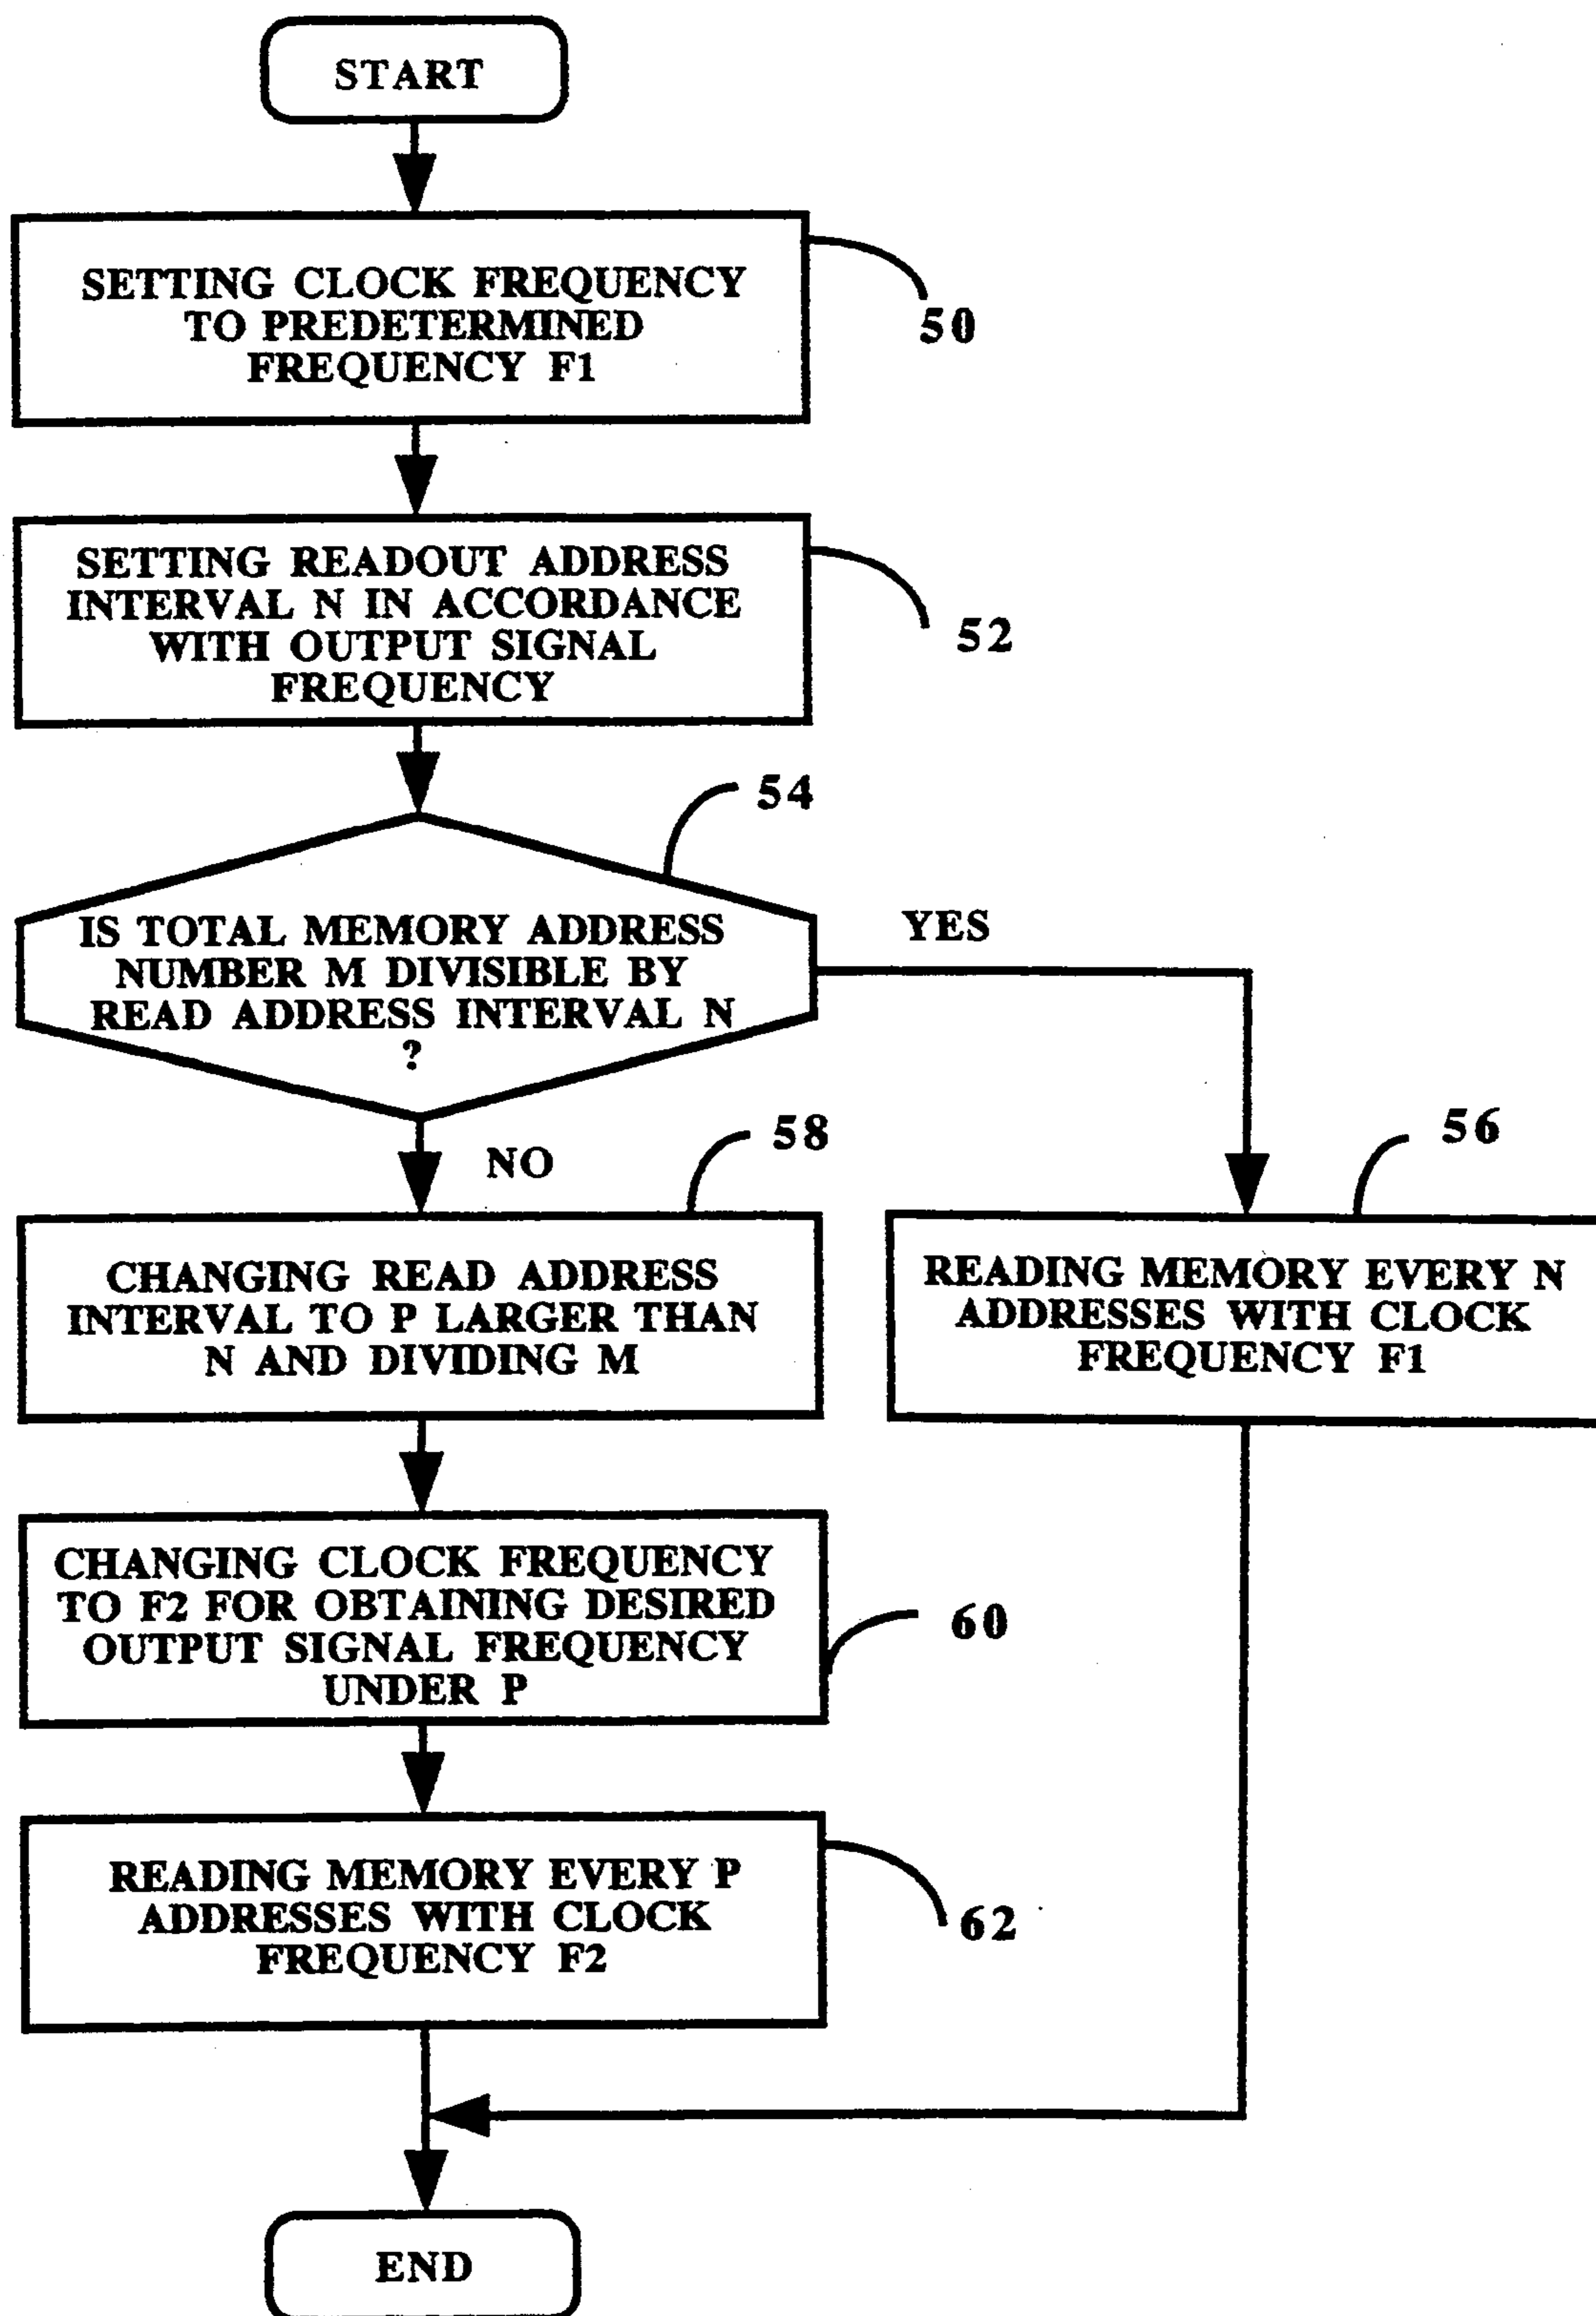 START
SETTING CLOCK FREQUENCY
TO PREDETERMINED
FREQUENCY F1
50
SETTING READOUT ADDRESS
INTERVAL N IN ACCORDANCE
WITH OUTPUT SIGNAL
FREQUENCY
52
54
IS TOTAL MEMORY ADDRESS
NUMBER M DIVISIBLE BY
READ ADDRESS INTERVAL N
?
YES
NO
58
56
CHANGING READ ADDRESS
INTERVAL TO P LARGER THAN
N AND DIVIDING M
READING MEMORY EVERY N
ADDRESSES WITH CLOCK
FREQUENCY F1
CHANGING CLOCK FREQUENCY
TO F2 FOR OBTAINING DESIRED
OUTPUT SIGNAL FREQUENCY
UNDER P
60
READING MEMORY EVERY P
ADDRESSES WITH CLOCK
FREQUENCY F2
62
END